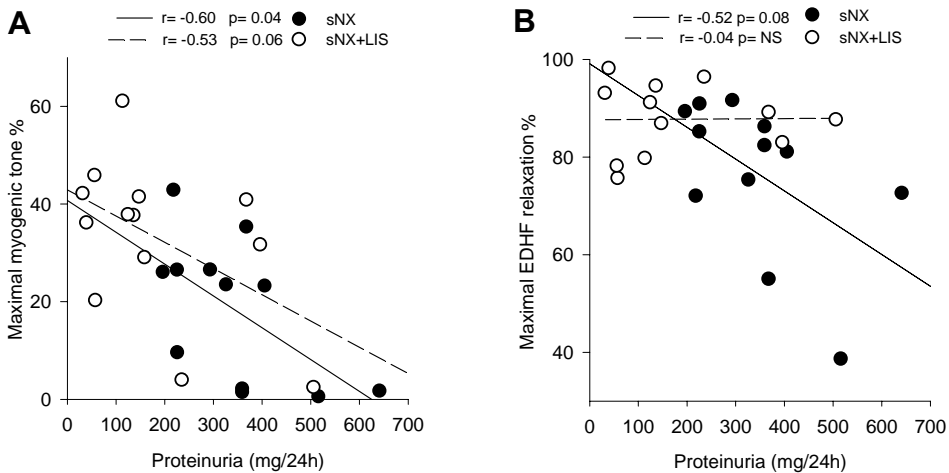 A
r= -0.60 p= 0.04 sNX
r= -0.53 p= 0.06 sNX+LIS
Maximal myogenic tone %
60
40
20
0
0 100 200 300 400 500 600 700
Proteinuria (mg/24h)
B
r= -0.52 p= 0.08 sNX
r= -0.04 p= NS sNX+LIS
Maximal EDHF relaxation %
100
80
60
40
0 100 200 300 400 500 600 700
Proteinuria (mg/24h)